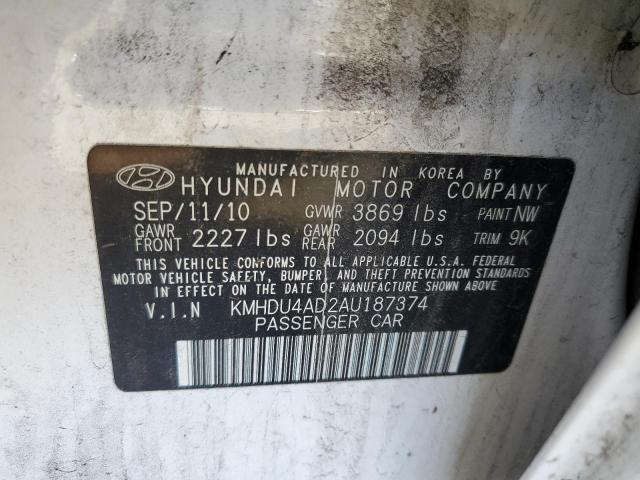 MANUFACTURED IN KOREA BY
HYUNDAI MOTOR COMPANY
SEP/11/10 GVWR 3869 lbs PAINT NW
GAWR FRONT 2227 lbs GAWR REAR 2094 lbs TRIM 9K
THIS VEHICLE CONFORMS TO ALL APPLICABLE U.S.A. FEDERAL
MOTOR VEHICLE SAFETY, BUMPER, AND THEFT PREVENTION STANDARDS
IN EFFECT ON THE DATE OF MANUFACTURE SHOWN ABOVE.
V.I.N KMHDU4AD2AU187374
PASSENGER CAR